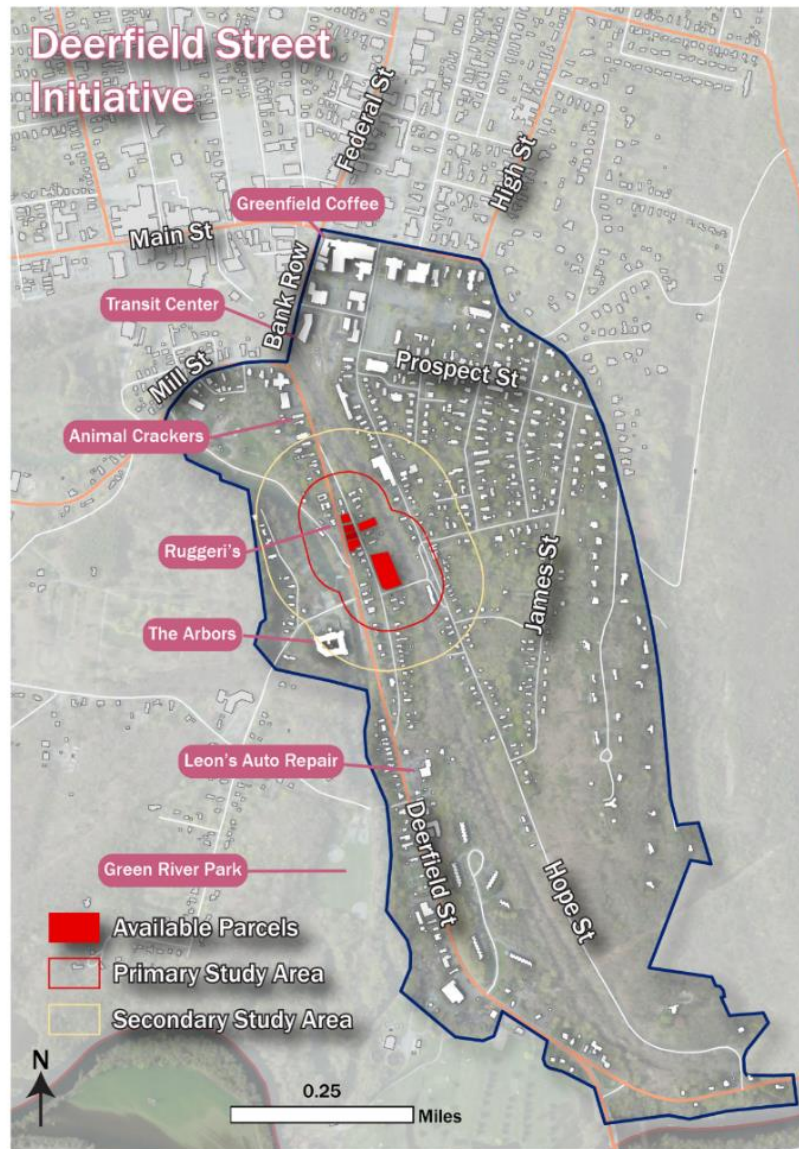 Deerfield Street
Initiative
Federal St
High St
Greenfield Coffee
Main St
Bank Row
Transit Center
Mill St
Prospect St
Animal Crackers
Ruggeri's
James St
The Arbors
Leon's Auto Repair
Deerfield St
Green River Park
Hope St
Available Parcels
Primary Study Area
Secondary Study Area
N
0.25
Miles